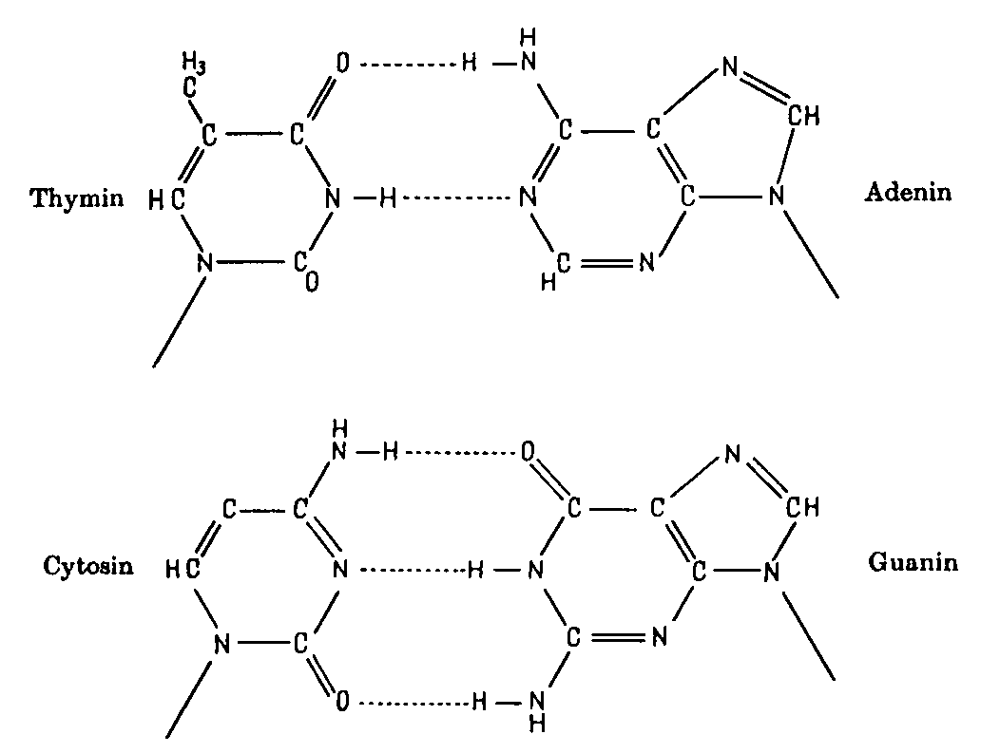 H
H₃ O H N N
C
C C C C CH
Thymin HC N H N C N Adenin
N C C N
O H
H H
N H O N
C C C C CH
Cytosin HC N H N C N Guanin
N C C N
O H N
H